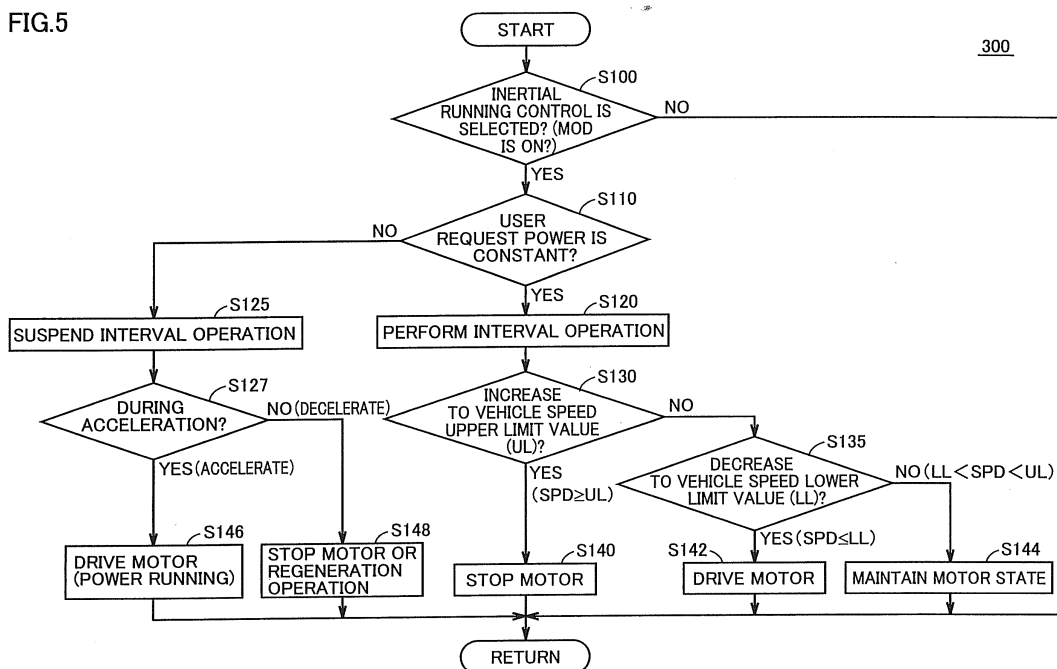 FIG.5
300
START
S100
INERTIAL
RUNNING CONTROL IS
SELECTED? (MOD
IS ON?)
NO
YES
S110
USER
REQUEST POWER IS
CONSTANT?
NO
YES
S125
SUSPEND INTERVAL OPERATION
S120
PERFORM INTERVAL OPERATION
S127
DURING
ACCELERATION?
NO(DECELERATE)
YES(ACCELERATE)
S130
INCREASE
TO VEHICLE SPEED
UPPER LIMIT VALUE
(UL)?
NO
YES
(SPD≥UL)
S135
DECREASE
TO VEHICLE SPEED LOWER
LIMIT VALUE (LL)?
NO(LL<SPD<UL)
YES(SPD≤LL)
S146
DRIVE MOTOR
(POWER RUNNING)
S148
STOP MOTOR OR
REGENERATION
OPERATION
S140
STOP MOTOR
S142
DRIVE MOTOR
S144
MAINTAIN MOTOR STATE
RETURN